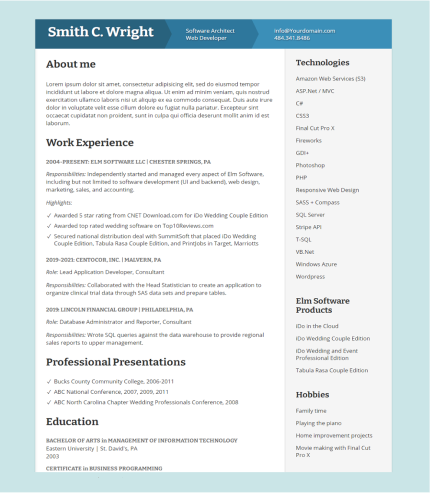 Smith C. Wright
Software Architect
Web Developer
Info@Yourdomain.com
484.341.8486
About me
Lorem ipsum dolor sit amet, consectetur adipisicing elit, sed do eiusmod tempor
incididunt ut labore et dolore magna aliqua. Ut enim ad minim veniam, quis nostrud
exercitation ullamco laboris nisi ut aliquip ex ea commodo consequat. Duis aute irure
dolor in voluptate velit esse cillum dolore eu fugiat nulla pariatur. Excepteur sint
occaecat cupidatat non proident, sunt in culpa qui officia deserunt mollit anim id est
laborum.
Work Experience
2004-PRESENT: ELM SOFTWARE LLC | CHESTER SPRINGS, PA
Responsibilities: Independently started and managed every aspect of Elm Software,
including but not limited to software development (UI and backend), web design,
marketing, sales, and accounting.
Highlights:
✓ Awarded 5 star rating from CNET Download.com for iDo Wedding Couple Edition
✓ Awarded top rated wedding software on Top10Reviews.com
✓ Secured national distribution deal with SummitSoft that placed iDo Wedding
Couple Edition, Tabula Rasa Couple Edition, and PrintJobs in Target, Marriotts
2019-2021: CENTOCOR, INC. | MALVERN, PA
Role: Lead Application Developer, Consultant
Responsibilities: Collaborated with the Head Statistician to create an application to
organize clinical trial data through SAS data sets and prepare tables.
2019: LINCOLN FINANCIAL GROUP | PHILADELPHIA, PA
Role: Database Administrator and Reporter, Consultant
Responsibilities: Wrote SQL queries against the data warehouse to provide regional
sales reports to upper management.
Professional Presentations
✓ Bucks County Community College, 2006-2011
✓ ABC National Conference, 2007, 2009, 2011
✓ ABC North Carolina Chapter Wedding Professionals Conference, 2008
Education
BACHELOR OF ARTS in MANAGEMENT OF INFORMATION TECHNOLOGY
Eastern University | St. David's, PA
2003
CERTIFICATE in BUSINESS PROGRAMMING
Technologies
Amazon Web Services (S3)
ASP.Net / MVC
C#
CSS3
Final Cut Pro X
Fireworks
GDI+
Photoshop
PHP
Responsive Web Design
SASS + Compass
SQL Server
Stripe API
T-SQL
VB.Net
Windows Azure
Wordpress
Elm Software
Products
iDo in the Cloud
iDo Wedding Couple Edition
iDo Wedding and Event
Professional Edition
Tabula Rasa Couple Edition
Hobbies
Family time
Playing the piano
Home improvement projects
Movie making with Final Cut
Pro X